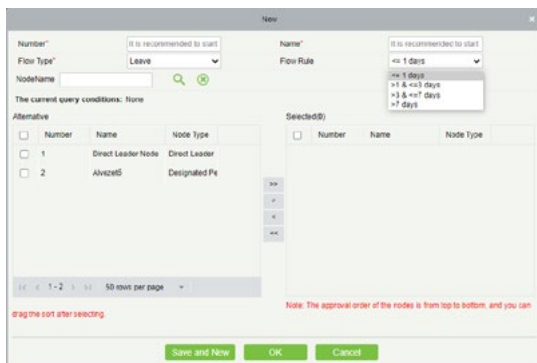 New
Number* It is recommended to start
Name* It is recommended to start
Flow Type* Leave
Flow Rule <= 1 days
<= 1 days
>1 & <=3 days
>3 & <=7 days
>7 days
NodeName
The current query conditions: None
Alternative
Selected(0)
Number Name Node Type
1 Direct Leader Node Direct Leader
2 Alvezető Designated Pe
Number Name Node Type
>>
<
<<
1-2 50 rows per page
Note: The approval order of the nodes is from top to bottom, and you can
drag the sort after selecting.
Save and New OK Cancel